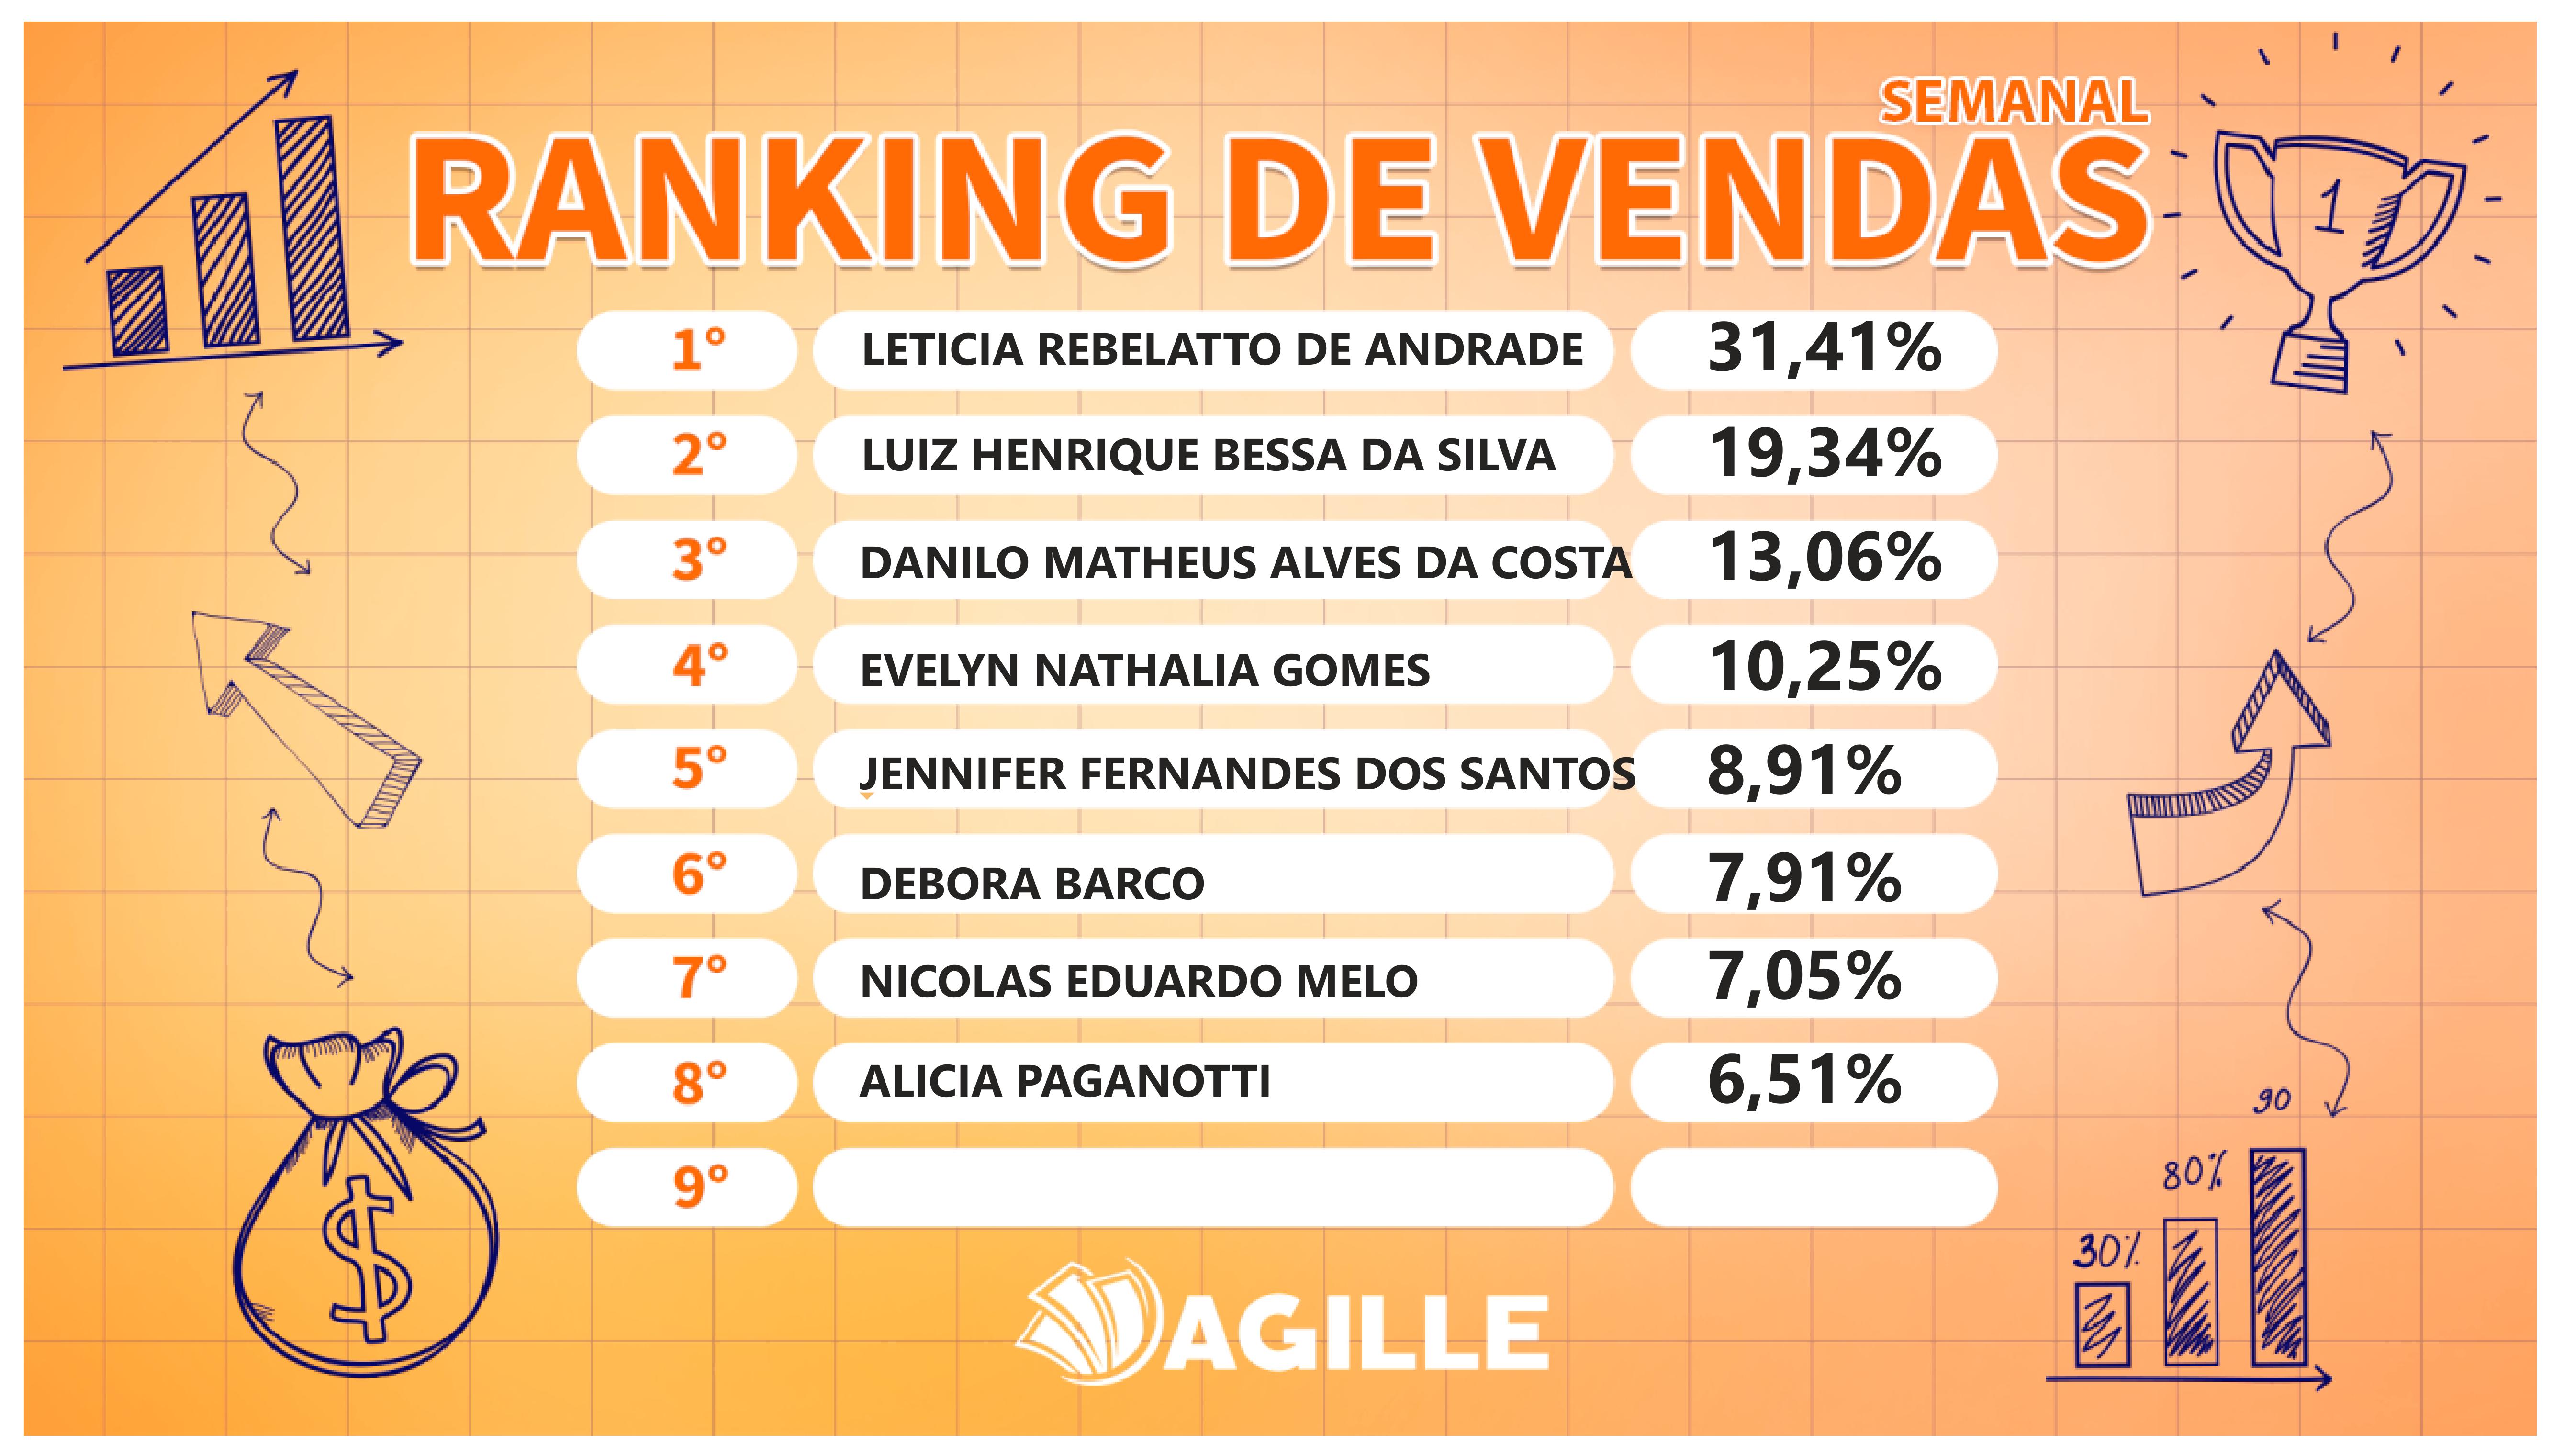 SEMANAL
RANKING DE VENDAS
1
1° LETICIA REBELATTO DE ANDRADE 31,41%
2° LUIZ HENRIQUE BESSA DA SILVA 19,34%
3° DANILO MATHEUS ALVES DA COSTA 13,06%
4° EVELYN NATHALIA GOMES 10,25%
5° JENNIFER FERNANDES DOS SANTOS 8,91%
6° DEBORA BARCO 7,91%
7° NICOLAS EDUARDO MELO 7,05%
8° ALICIA PAGANOTTI 6,51%
9°
90
80%
30%
$
AGILLE